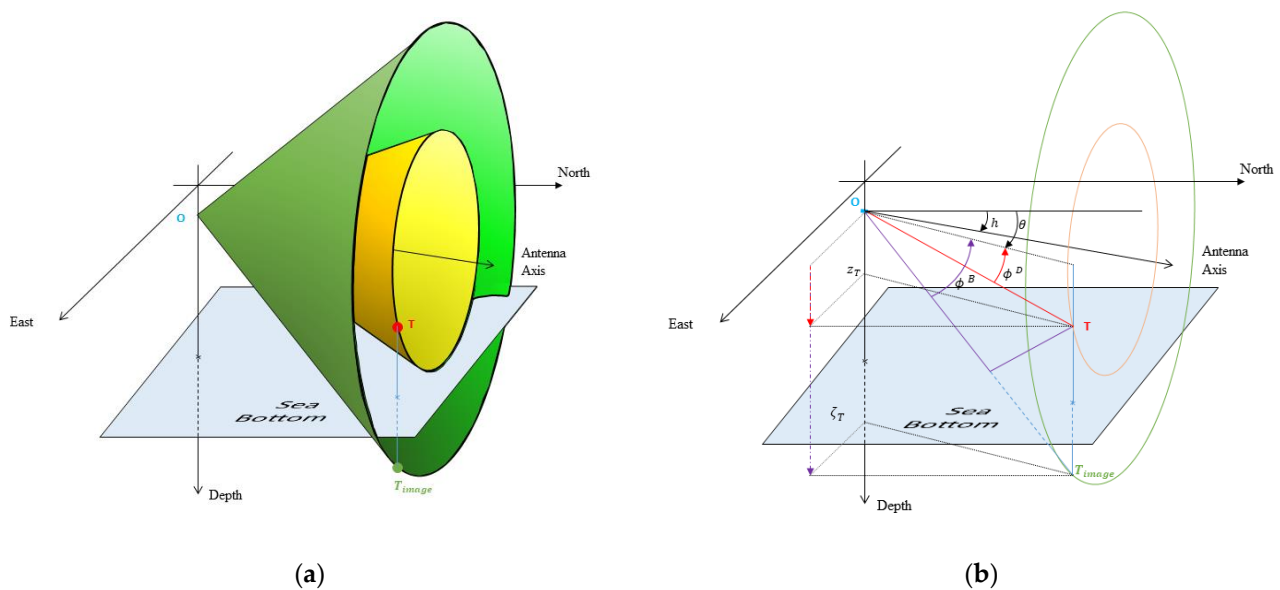 North
O
Antenna
Axis
T
East
Sea
Bottom
Depth
T_image
(a)
North
O
h
θ
Antenna
Axis
z_T
ϕ^B
ϕ^D
East
T
ζ_T
Sea
Bottom
T_image
Depth
(b)